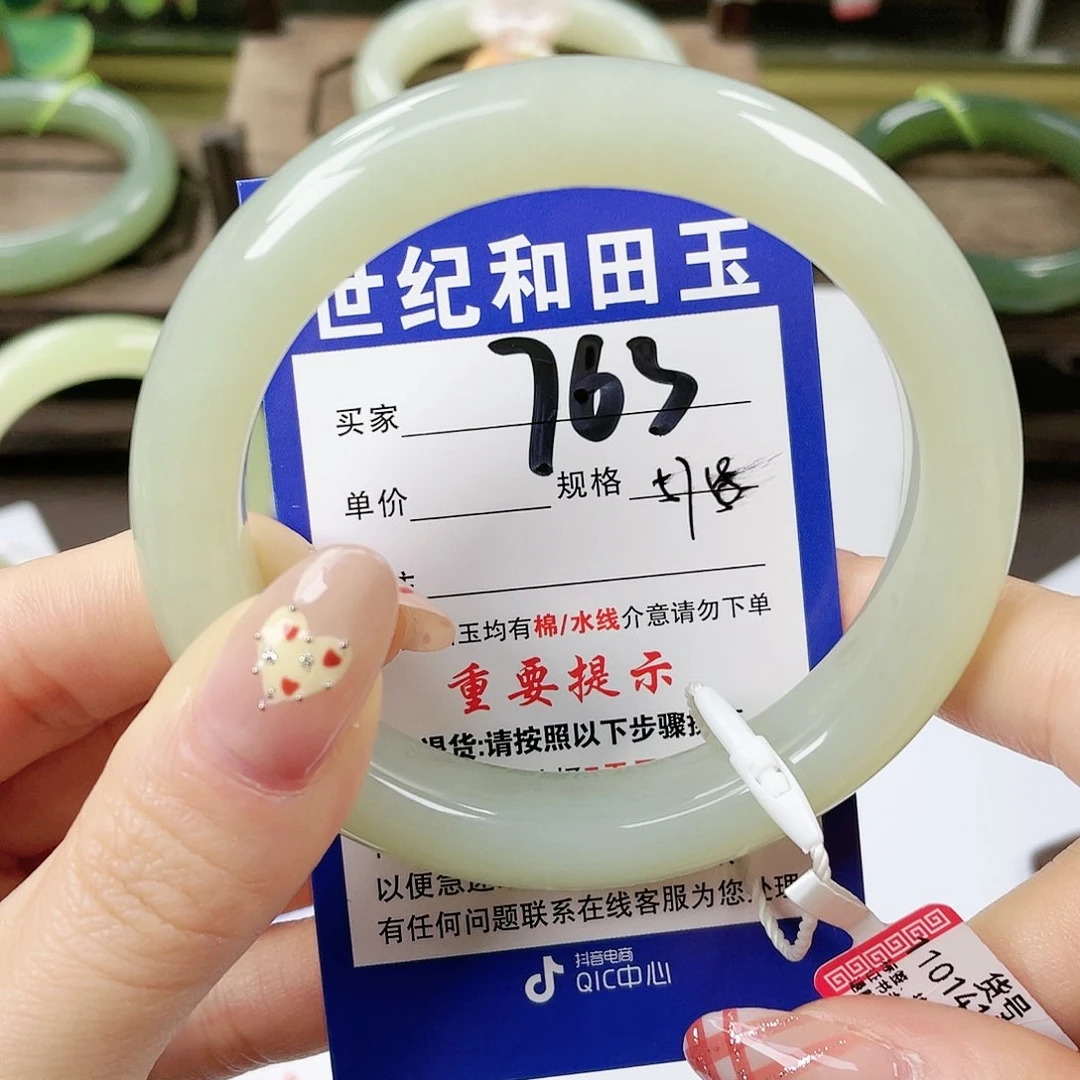 世纪和田玉
买家 763
单价 规格
玉均有棉/水线介意请勿下单
重要提示
退货:请按照以下步骤
以便急速
有任何问题联系在线客服为您处理
抖音电商
QIC中心
货号
1014